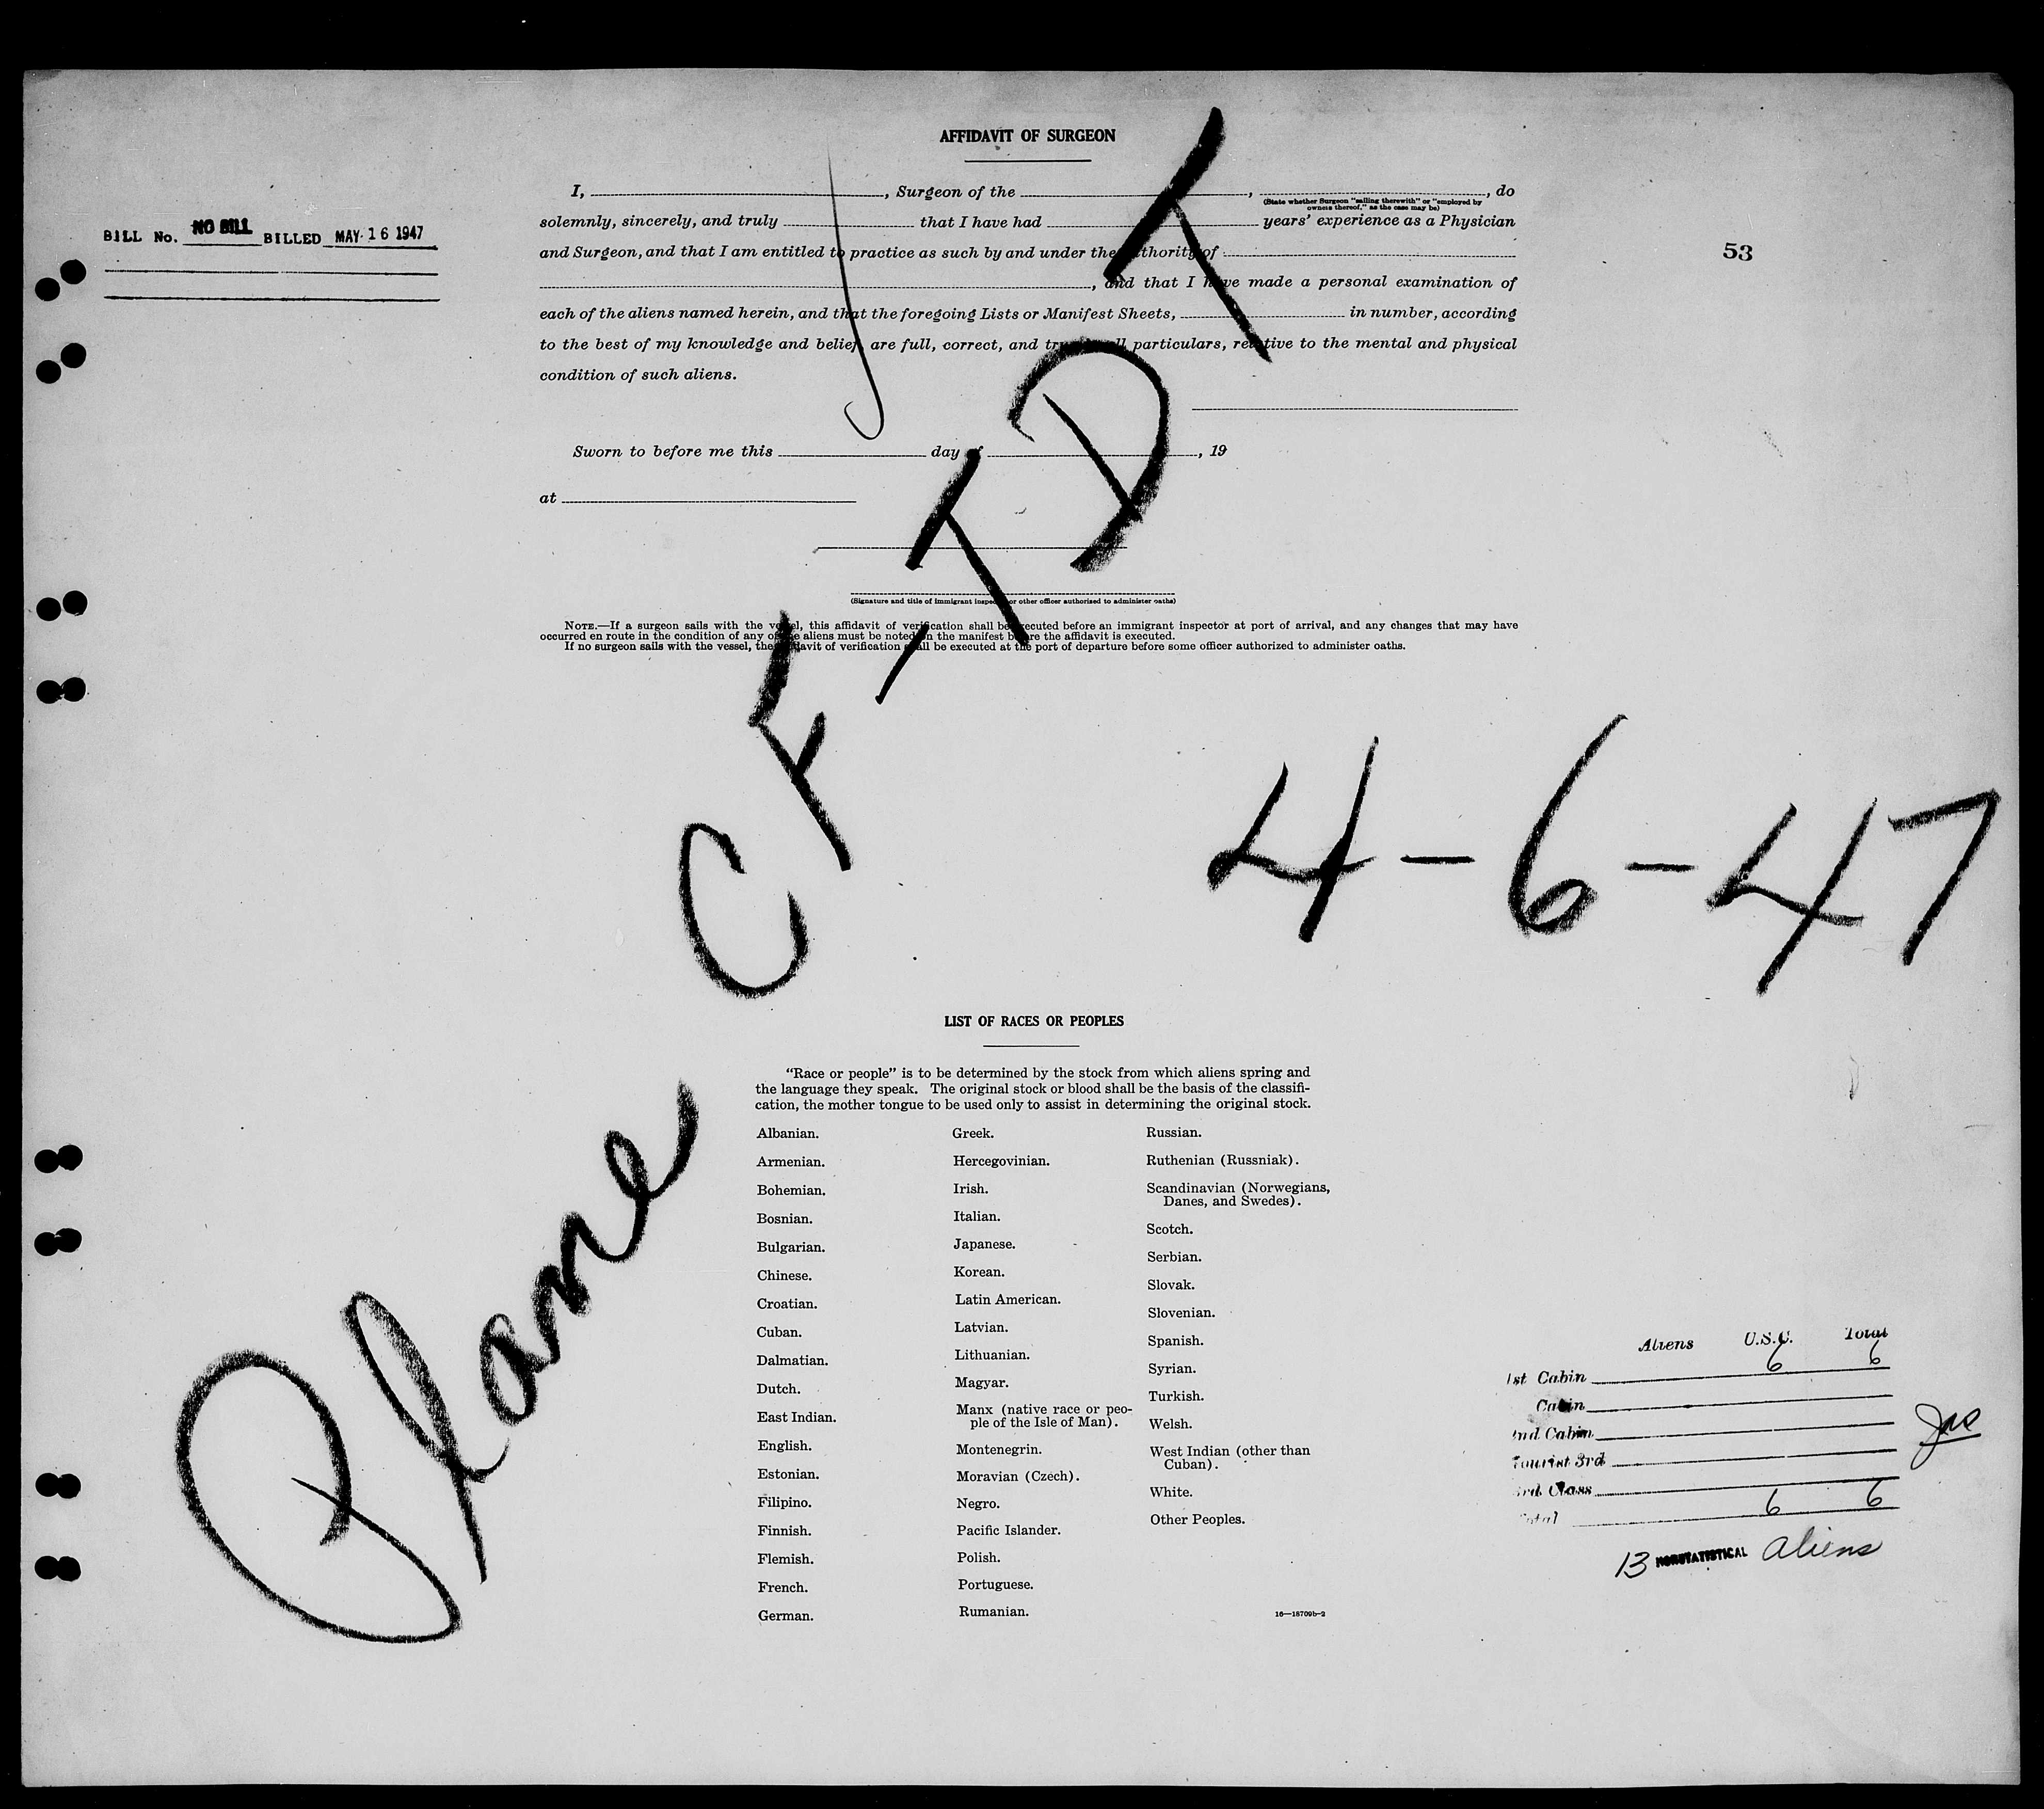 AFFIDAVIT OF SURGEON
I, , Surgeon of the , , do
(State whether Surgeon "sailing therewith" or "employed by
owners thereof," as the case may be)
solemnly, sincerely, and truly that I have had years' experience as a Physician
and Surgeon, and that I am entitled to practice as such by and under the authority of
, and that I have made a personal examination of
each of the aliens named herein, and that the foregoing Lists or Manifest Sheets, in number, according
to the best of my knowledge and belief, are full, correct, and true in all particulars, relative to the mental and physical
condition of such aliens.
Sworn to before me this day of , 19
at
(Signature and title of immigrant inspector or other officer authorized to administer oaths)
NOTE.—If a surgeon sails with the vessel, this affidavit of verification shall be executed before an immigrant inspector at port of arrival, and any changes that may have
occurred en route in the condition of any of the aliens must be noted on the manifest before the affidavit is executed.
If no surgeon sails with the vessel, the affidavit of verification shall be executed at the port of departure before some officer authorized to administer oaths.
BILL No. NO BILL BILLED MAY 16 1947
53
Plane CF-TDT
4-6-47
LIST OF RACES OR PEOPLES
"Race or people" is to be determined by the stock from which aliens spring and
the language they speak. The original stock or blood shall be the basis of the classifi-
cation, the mother tongue to be used only to assist in determining the original stock.
Albanian.
Armenian.
Bohemian.
Bosnian.
Bulgarian.
Chinese.
Croatian.
Cuban.
Dalmatian.
Dutch.
East Indian.
English.
Estonian.
Filipino.
Finnish.
Flemish.
French.
German.
Greek.
Hercegovinian.
Irish.
Italian.
Japanese.
Korean.
Latin American.
Latvian.
Lithuanian.
Magyar.
Manx (native race or peo-
ple of the Isle of Man).
Montenegrin.
Moravian (Czech).
Negro.
Pacific Islander.
Polish.
Portuguese.
Rumanian.
Russian.
Ruthenian (Russniak).
Scandinavian (Norwegians,
Danes, and Swedes).
Scotch.
Serbian.
Slovak.
Slovenian.
Spanish.
Syrian.
Turkish.
Welsh.
West Indian (other than
Cuban).
White.
Other Peoples.
16—18709b-2
Aliens U.S.C. Total
1st Cabin 6 6
Cabin
2nd Cabin
Tourist 3rd
3rd Class
Total 6 6
13 NONSTATISTICAL aliens